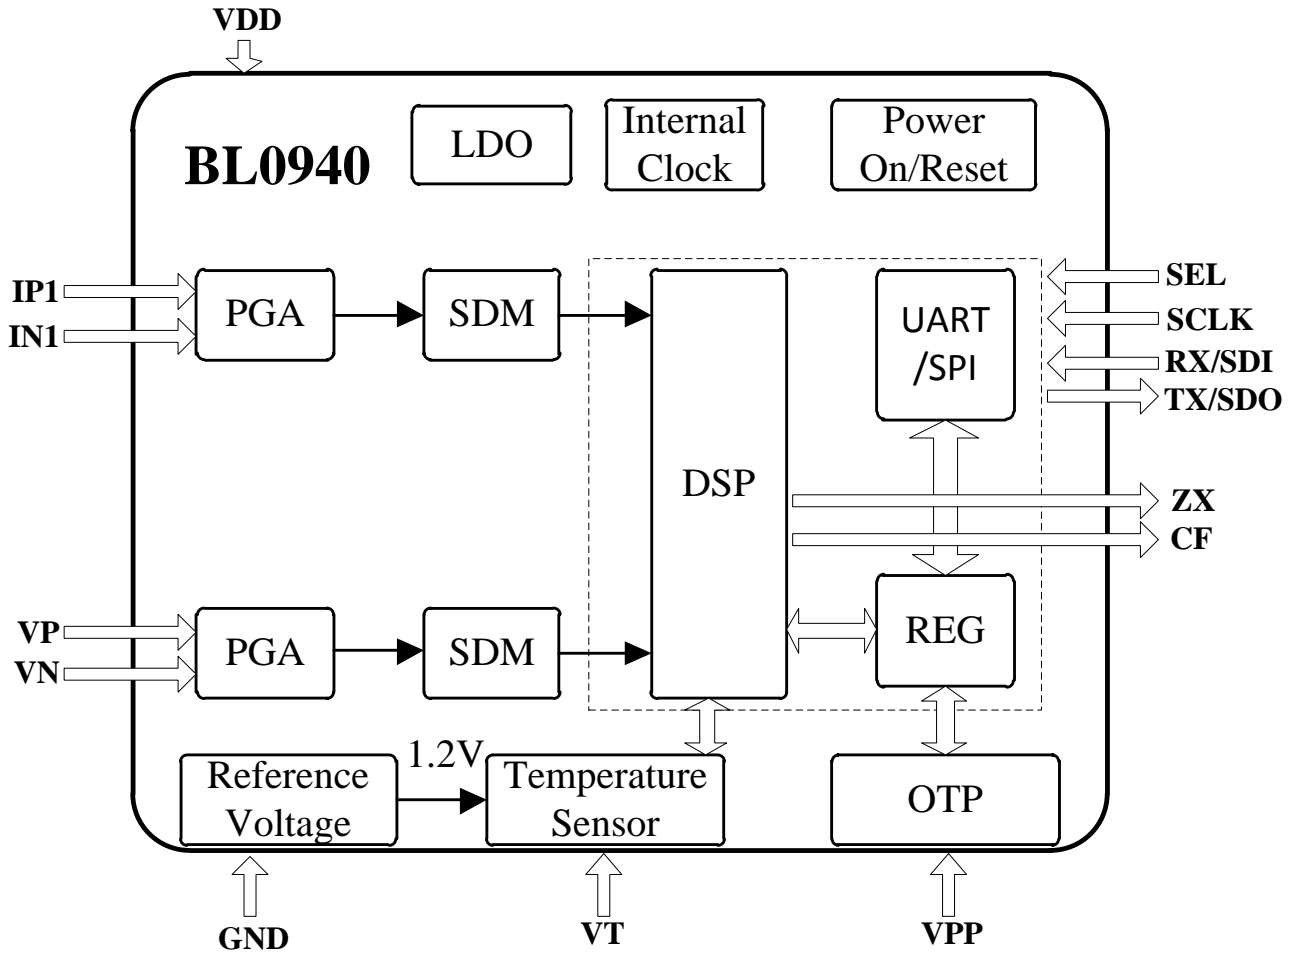 VDD
BL0940
LDO
Internal
Clock
Power
On/Reset
IP1
IN1
PGA
SDM
DSP
UART
/SPI
SEL
SCLK
RX/SDI
TX/SDO
ZX
CF
VP
VN
PGA
SDM
REG
Reference
Voltage
1.2V
Temperature
Sensor
OTP
GND
VT
VPP